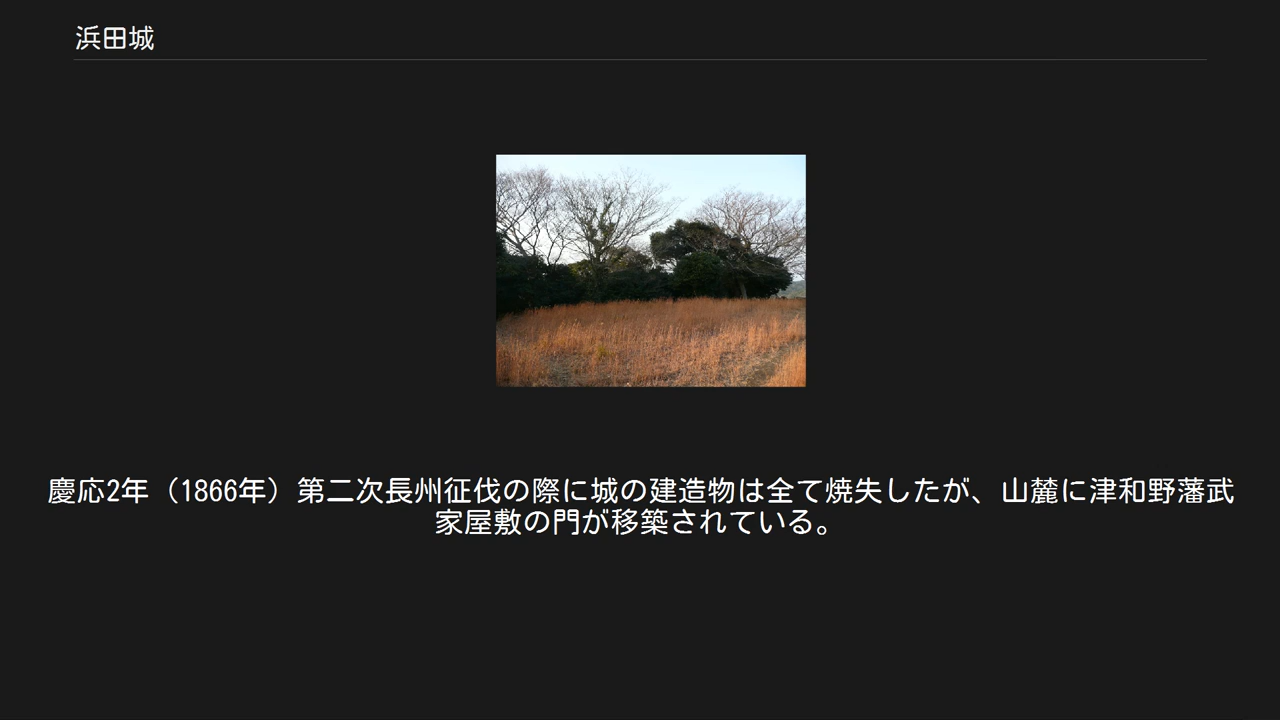 浜田城
慶応2年（1866年）第二次長州征伐の際に城の建造物は全て焼失したが、山麓に津和野藩武
家屋敷の門が移築されている。